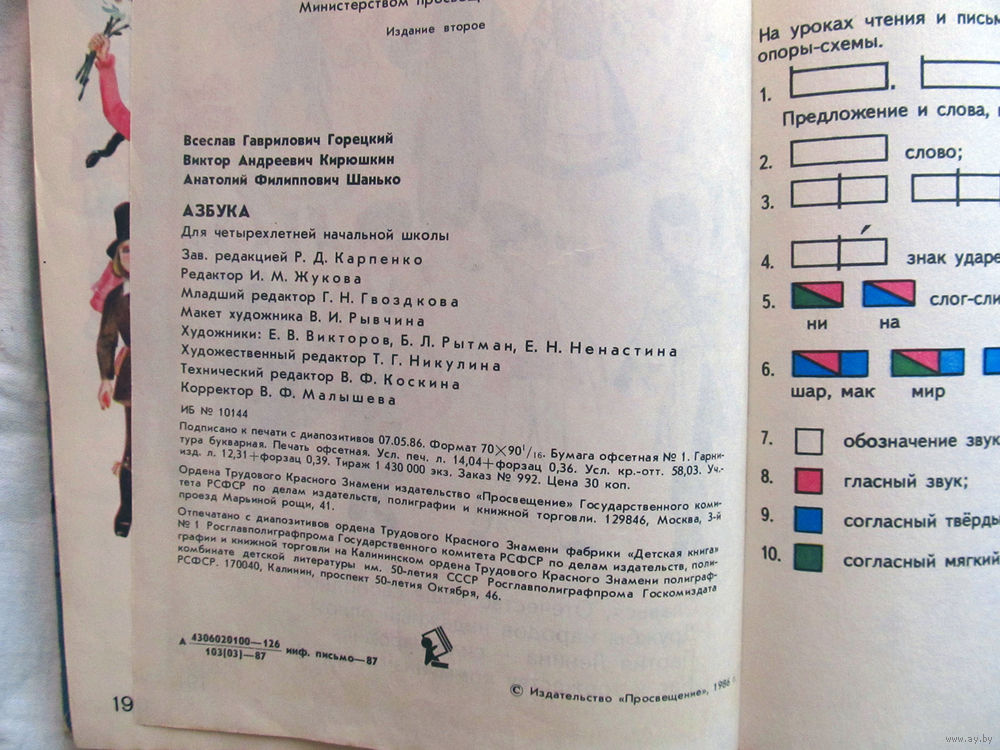 Министерством просвещ
Издание второе
Всеслав Гаврилович Горецкий
Виктор Андреевич Кирюшкин
Анатолий Филиппович Шанько
АЗБУКА
Для четырехлетней начальной школы
Зав. редакцией Р. Д. Карпенко
Редактор И. М. Жукова
Младший редактор Г. Н. Гвоздкова
Макет художника В. И. Рывчина
Художники: Е. В. Викторов, Б. Л. Рытман, Е. Н. Ненастина
Художественный редактор Т. Г. Никулина
Технический редактор В. Ф. Коскина
Корректор В. Ф. Малышева
ИБ № 10144
Подписано к печати с диапозитивов 07.05.86. Формат 70×90¹/₁₆. Бумага офсетная № 1. Гарни-
тура букварная. Печать офсетная. Усл. печ. л. 14,04+форзац 0,36. Усл. кр.-отт. 58,03. Уч.-
изд. л. 12,31+форзац 0,39. Тираж 1 430 000 экз. Заказ № 992. Цена 30 коп.
Ордена Трудового Красного Знамени издательство «Просвещение» Государственного коми-
тета РСФСР по делам издательств, полиграфии и книжной торговли. 129846, Москва, 3-й
проезд Марьиной рощи, 41.
Отпечатано с диапозитивов ордена Трудового Красного Знамени фабрики «Детская книга»
№ 1 Росглавполиграфпрома Государственного комитета РСФСР по делам издательств, поли-
графии и книжной торговли на Калининском ордена Трудового Красного Знамени полиграф-
комбинате детской литературы им. 50-летия СССР Росглавполиграфпрома Госкомиздата
РСФСР. 170040, Калинин, проспект 50-летия Октября, 46.
А 4306020100—126
103(03)—87 инф. письмо—87
© Издательство «Просвещение», 1986 г.
19
На уроках чтения и пись
опоры-схемы.
1.
Предложение и слова,
2. слово;
3.
4. знак ударе
5. слог-сли
ни на
6.
шар, мак мир
7. обозначение звук
8. гласный звук;
9. согласный твёрды
10. согласный мягкий
www.ay.by